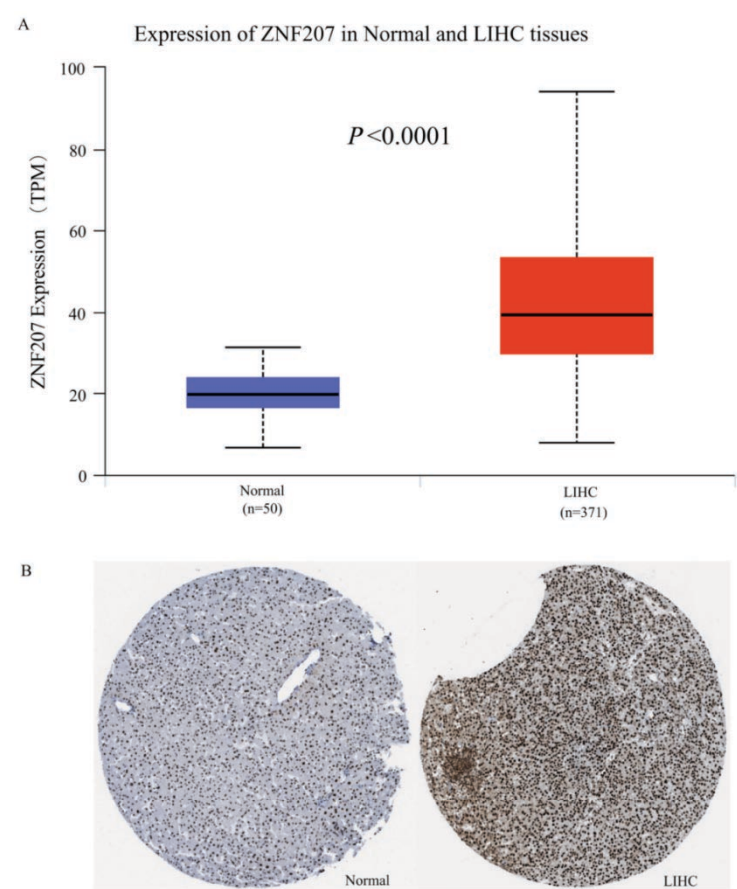 A
Expression of ZNF207 in Normal and LIHC tissues
100
80
60
40
20
0
ZNF207 Expression （TPM）
P<0.0001
Normal
(n=50)
LIHC
(n=371)
B
Normal
LIHC